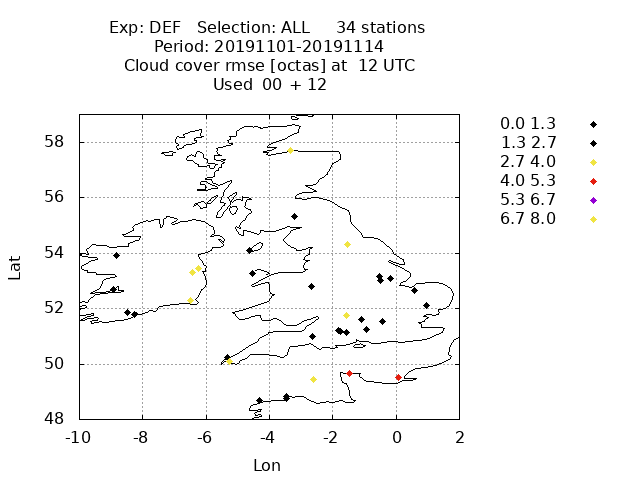 Exp: DEF   Selection: ALL     34 stations
Period: 20191101-20191114
Cloud cover rmse [octas] at  12 UTC
Used  00 + 12
0.0 1.3
1.3 2.7
2.7 4.0
4.0 5.3
5.3 6.7
6.7 8.0
58
56
54
52
50
48
Lat
-10 -8 -6 -4 -2 0 2
Lon